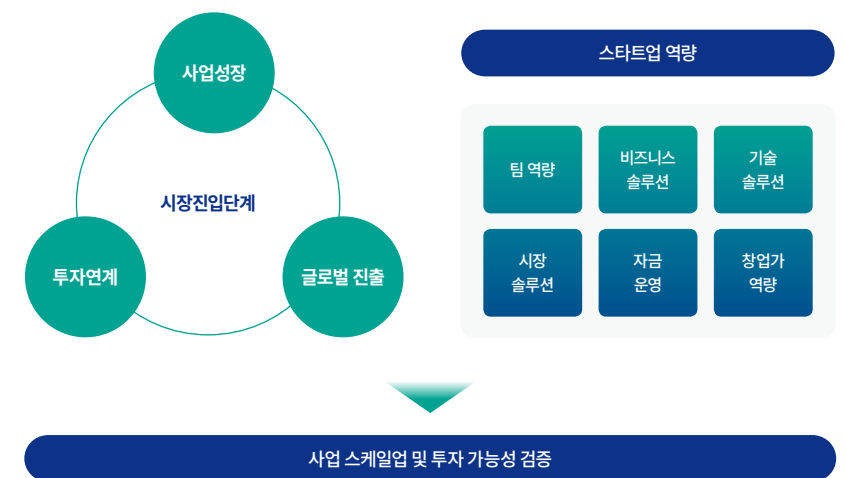 사업성장
시장진입단계
투자연계
글로벌 진출
스타트업 역량
팀 역량
비즈니스
솔루션
기술
솔루션
시장
솔루션
자금
운영
창업가
역량
사업 스케일업 및 투자 가능성 검증